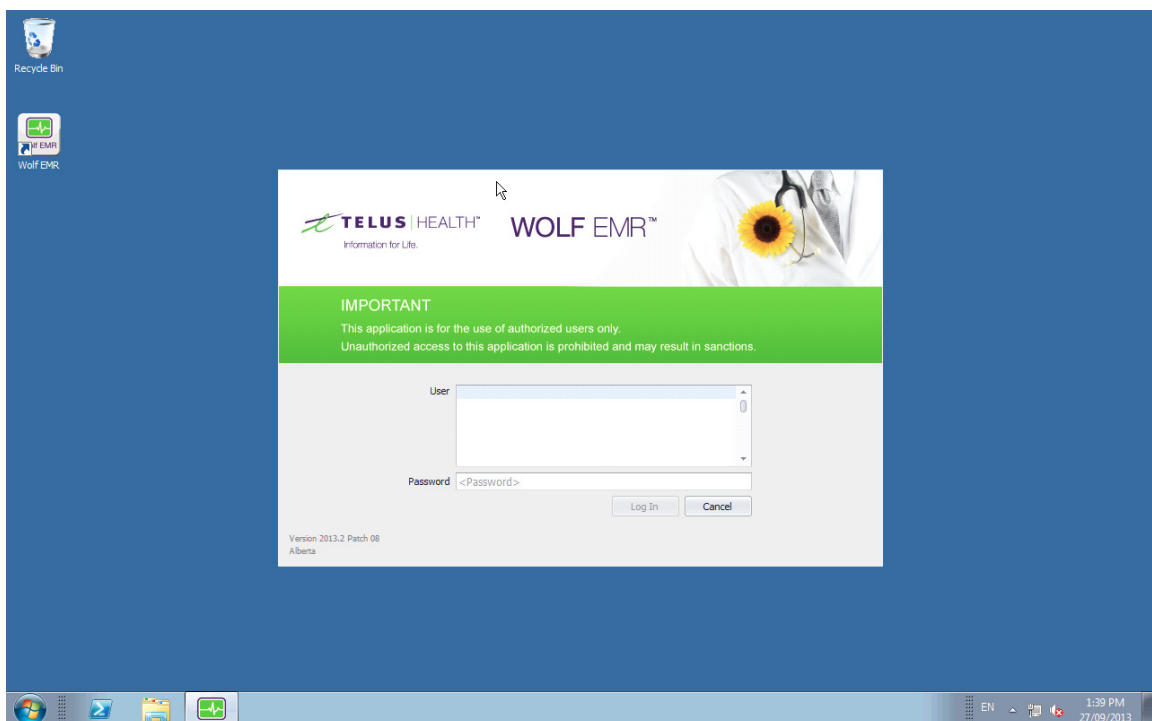 Recycle Bin
Wolf EMR
TELUS HEALTH™ WOLF EMR™
Information for Life.
IMPORTANT
This application is for the use of authorized users only.
Unauthorized access to this application is prohibited and may result in sanctions.
User
Password <Password>
Log In Cancel
Version 2013.2 Patch 08
Alberta
EN 1:39 PM
27/09/2013